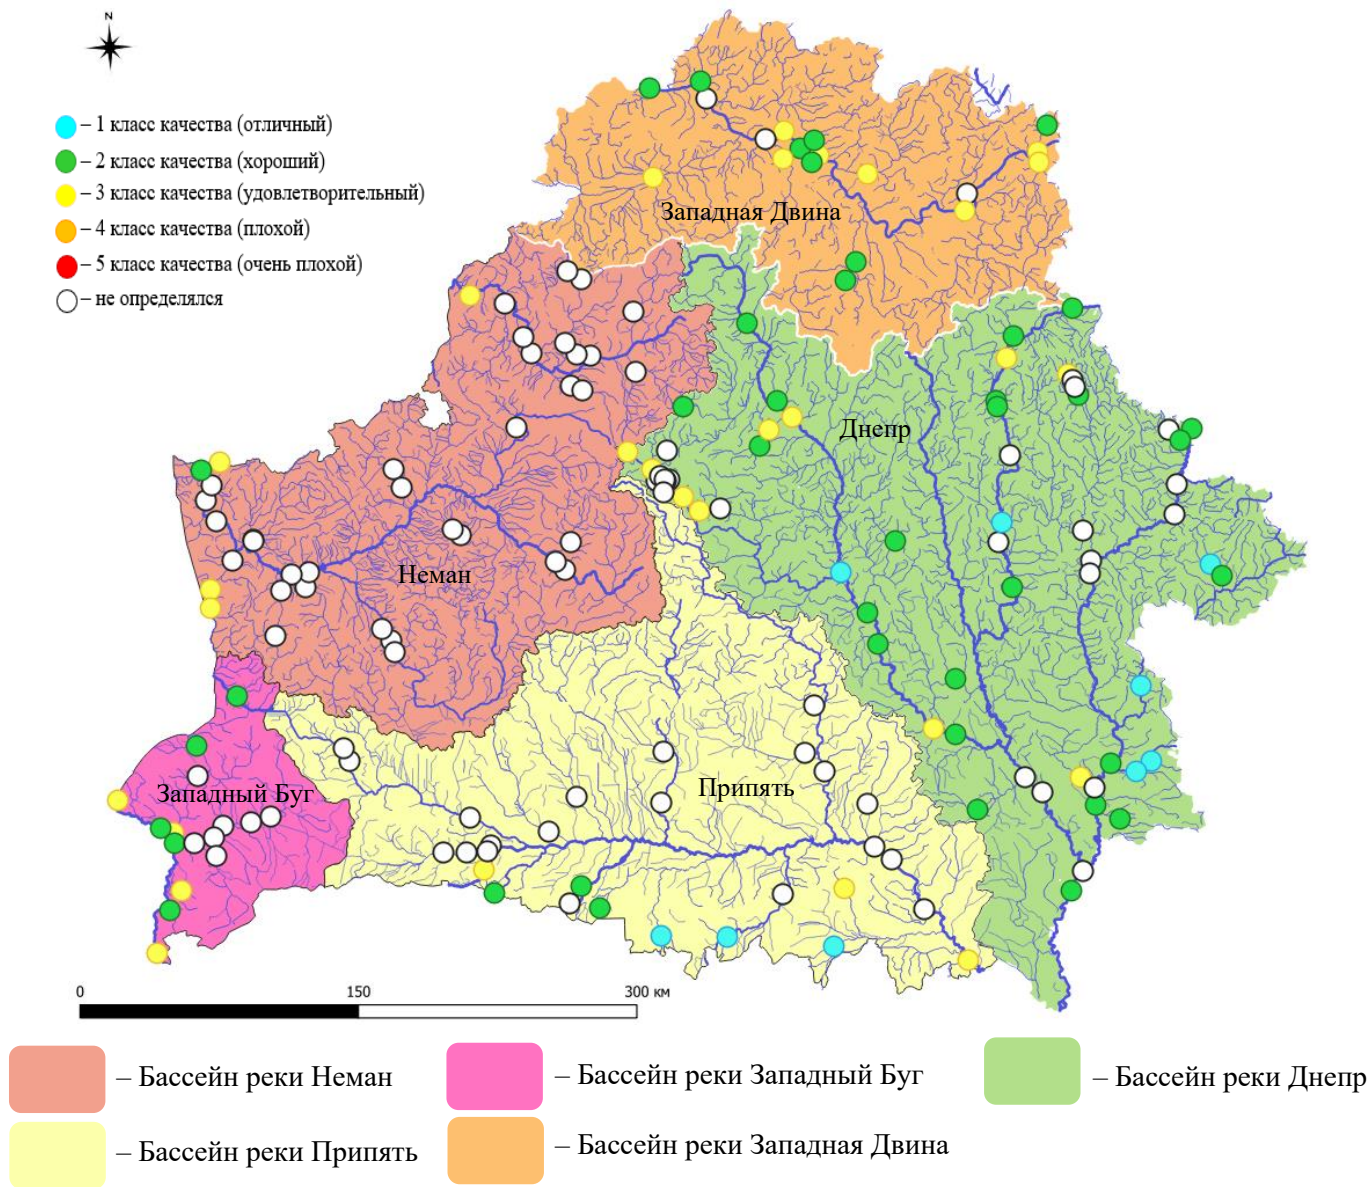 N
– 1 класс качества (отличный)
– 2 класс качества (хороший)
– 3 класс качества (удовлетворительный)
– 4 класс качества (плохой)
– 5 класс качества (очень плохой)
– не определялся
Западная Двина
Днепр
Неман
Припять
Западный Буг
0 150 300 км
– Бассейн реки Неман
– Бассейн реки Западный Буг
– Бассейн реки Днепр
– Бассейн реки Припять
– Бассейн реки Западная Двина